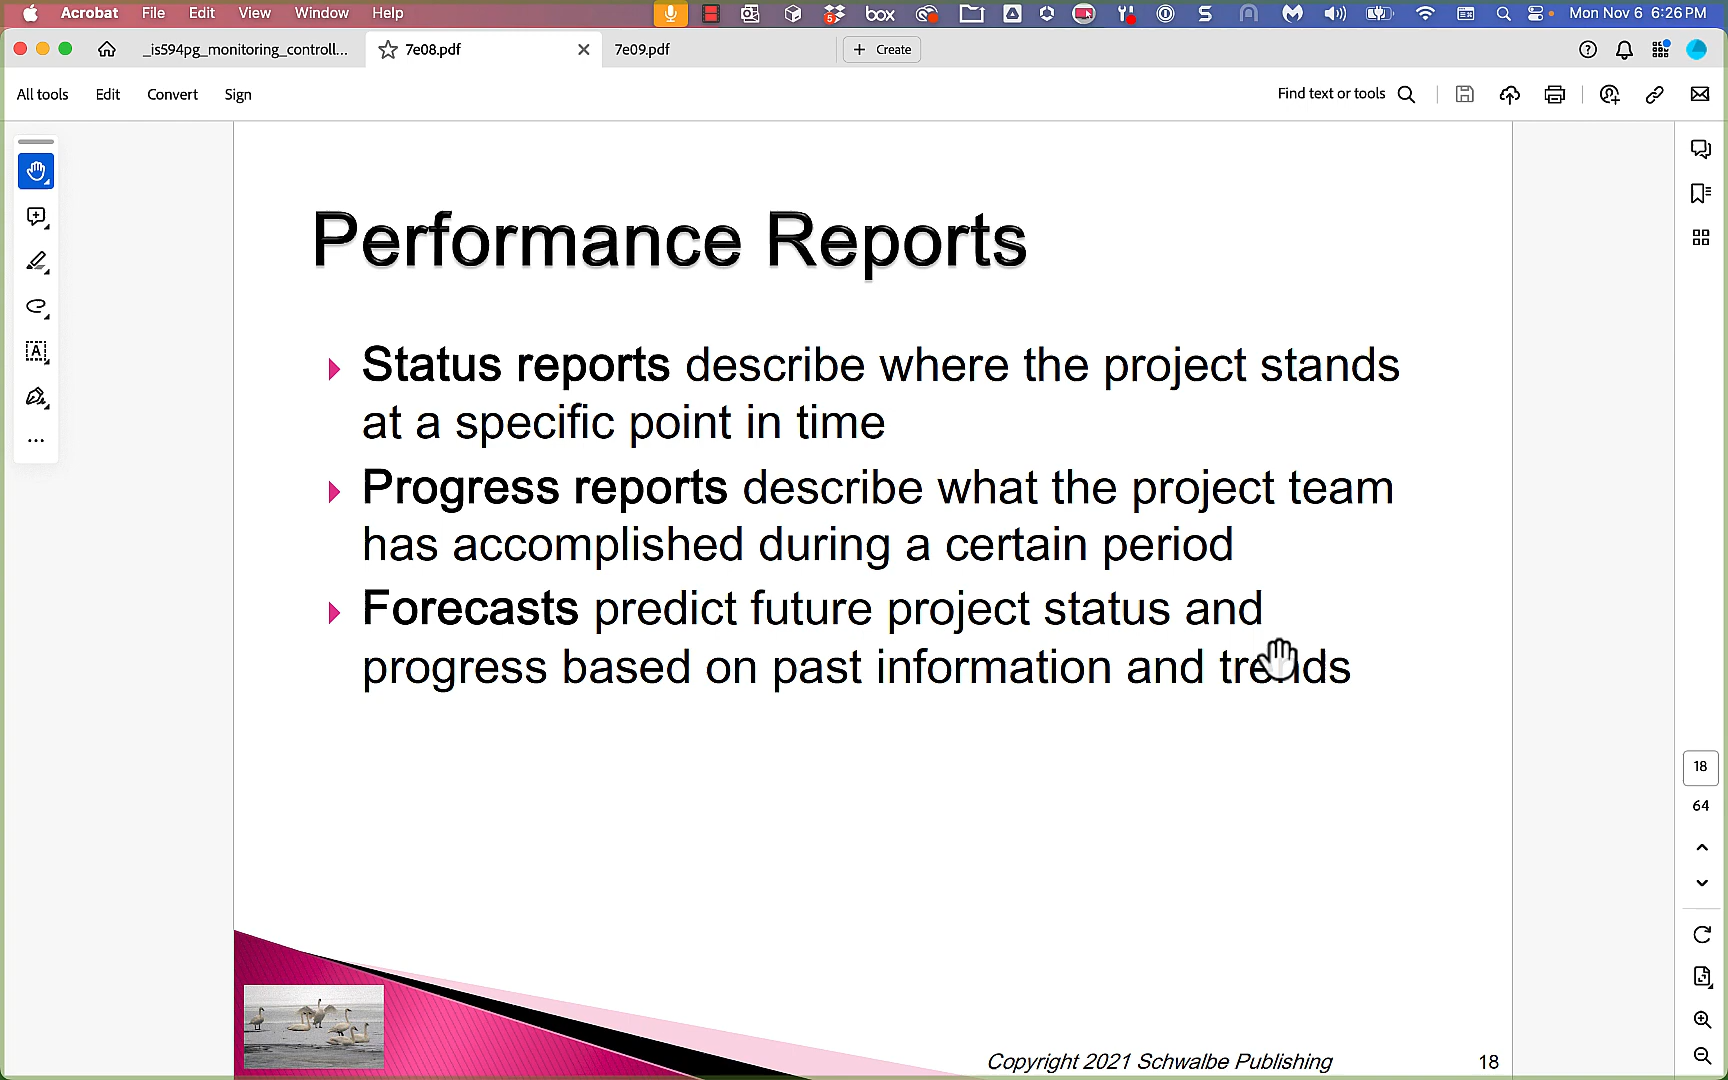 Acrobat File Edit View Window Help
5 box Mon Nov 6 6:26 PM
_is594pg_monitoring_controll... 7e08.pdf 7e09.pdf Create
All tools Edit Convert Sign Find text or tools
Performance Reports
Status reports describe where the project stands
at a specific point in time
Progress reports describe what the project team
has accomplished during a certain period
Forecasts predict future project status and
progress based on past information and trends
18
64
Copyright 2021 Schwalbe Publishing 18